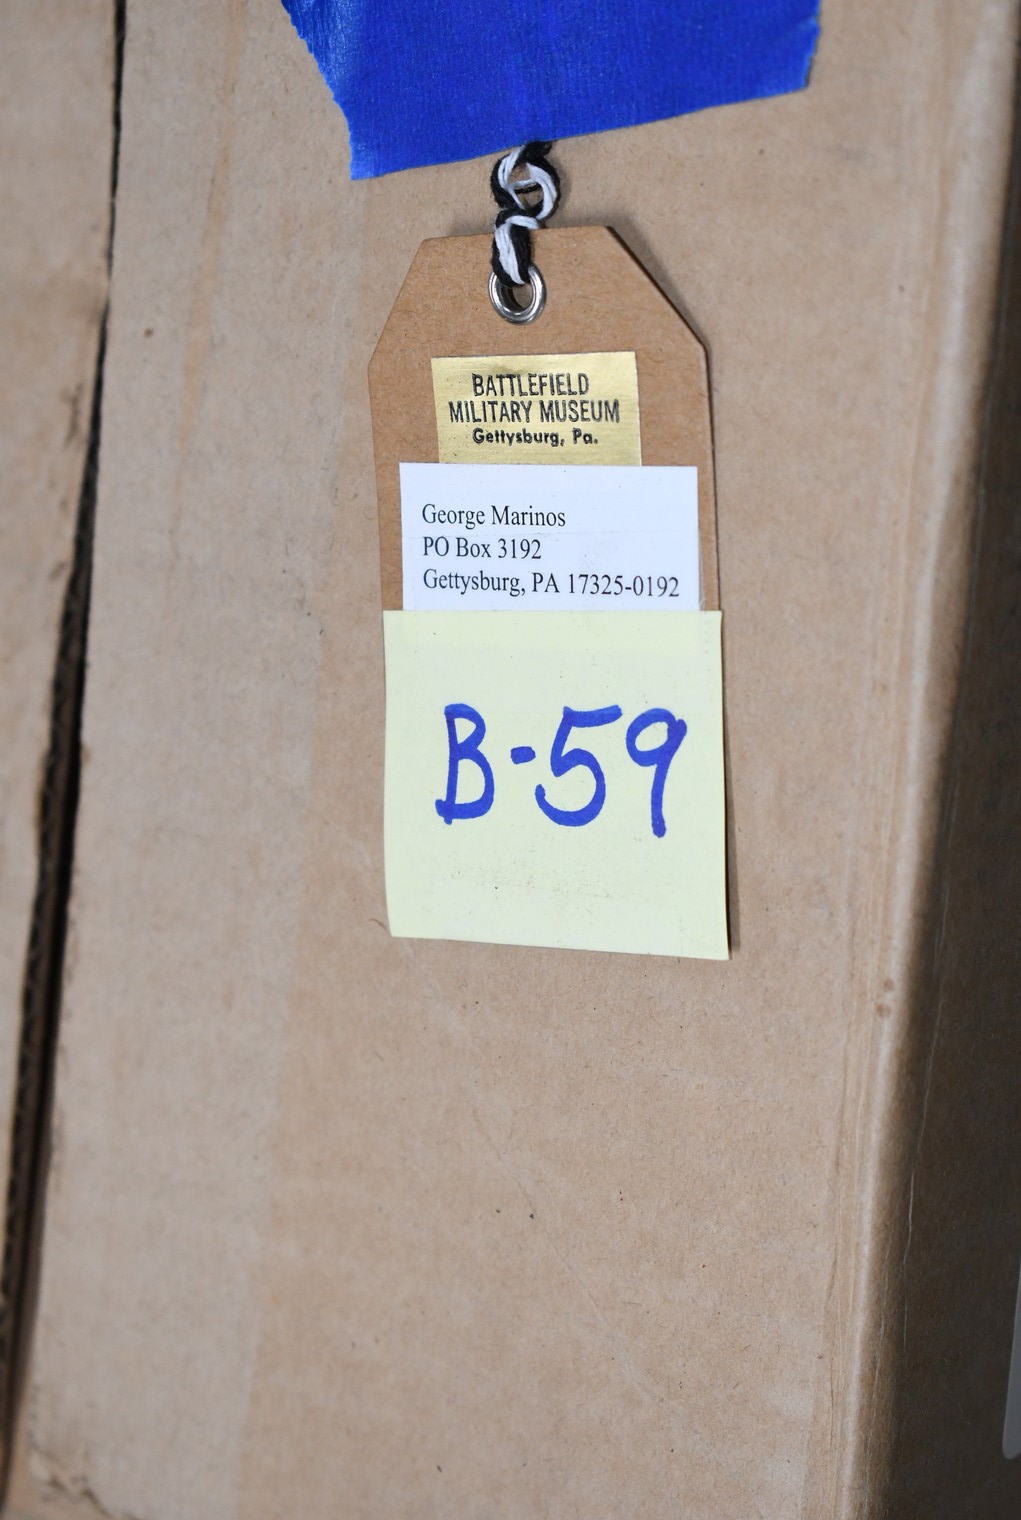 BATTLEFIELD
MILITARY MUSEUM
Gettysburg, Pa.
George Marinos
PO Box 3192
Gettysburg, PA 17325-0192
B-59